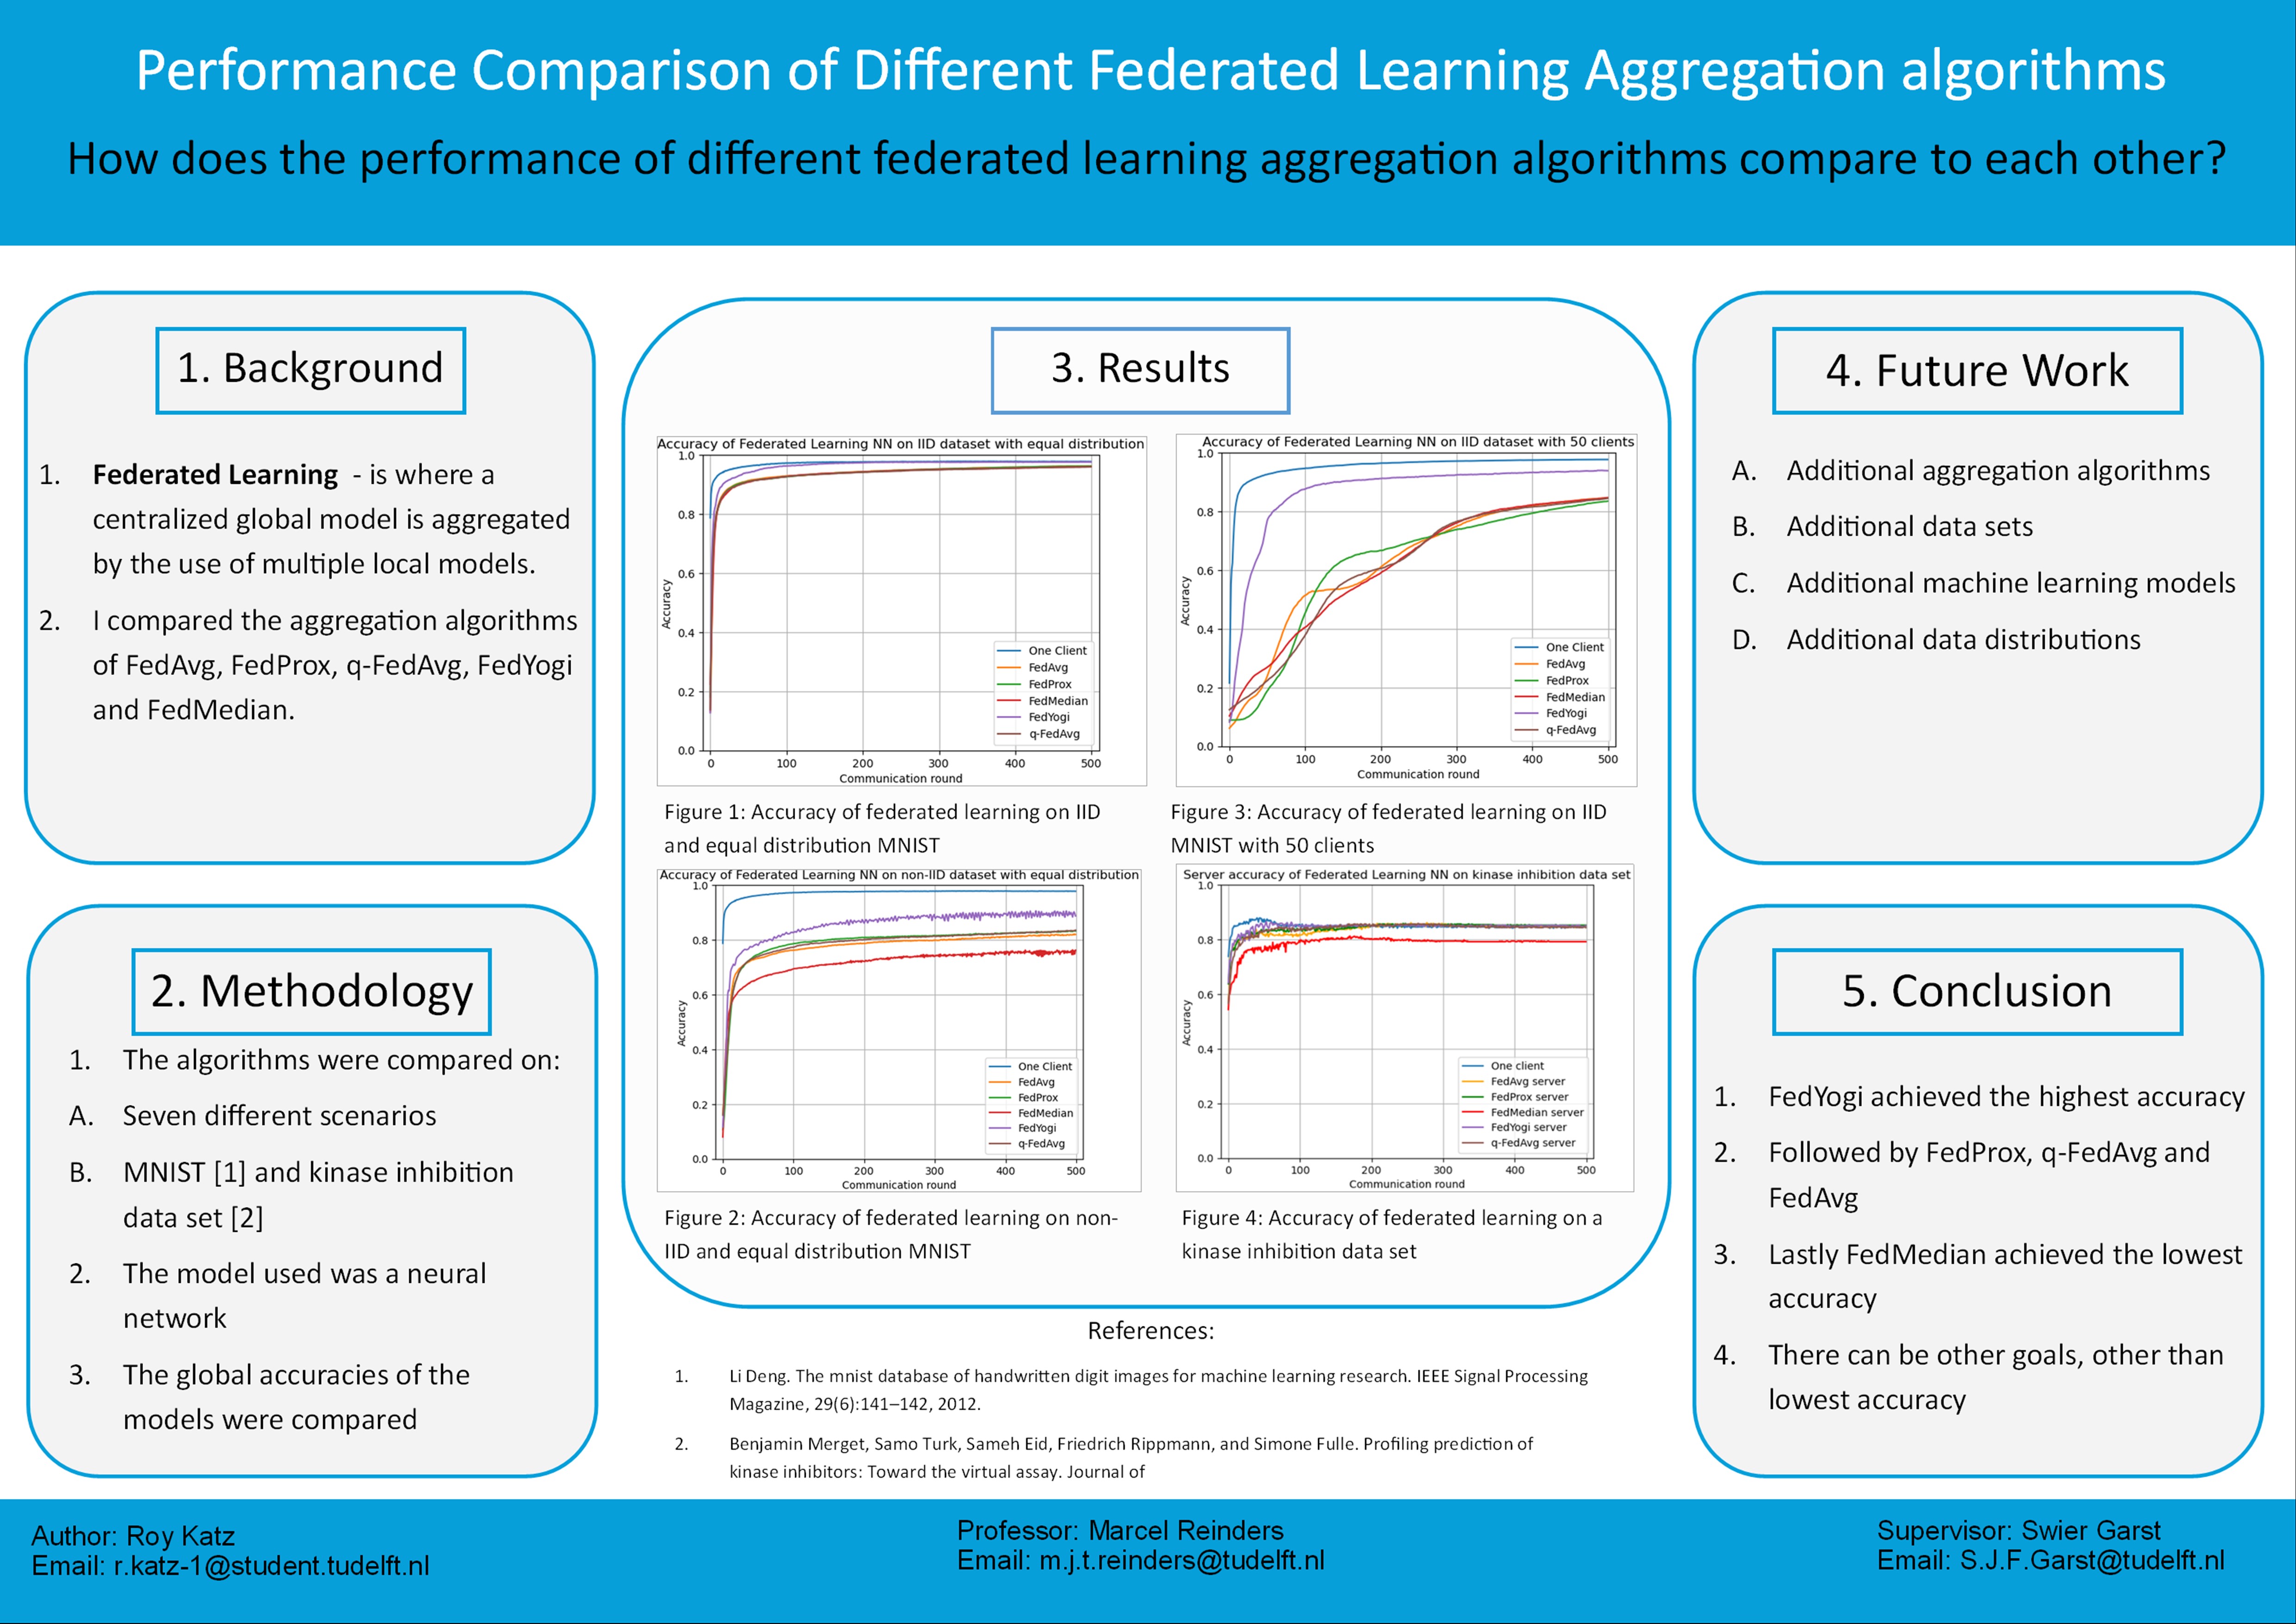 Performance Comparison of Different Federated Learning Aggregation algorithms
How does the performance of different federated learning aggregation algorithms compare to each other?
1. Background
1. Federated Learning - is where a
centralized global model is aggregated
by the use of multiple local models.
2. I compared the aggregation algorithms
of FedAvg, FedProx, q-FedAvg, FedYogi
and FedMedian.
2. Methodology
1. The algorithms were compared on:
A. Seven different scenarios
B. MNIST [1] and kinase inhibition
data set [2]
2. The model used was a neural
network
3. The global accuracies of the
models were compared
3. Results
Accuracy of Federated Learning NN on IID dataset with equal distribution
1.0
0.8
0.6
0.4
0.2
0.0
Accuracy
One Client
FedAvg
FedProx
FedMedian
FedYogi
q-FedAvg
0 100 200 300 400 500
Communication round
Figure 1: Accuracy of federated learning on IID
and equal distribution MNIST
Accuracy of Federated Learning NN on IID dataset with 50 clients
1.0
0.8
0.6
0.4
0.2
0.0
Accuracy
One Client
FedAvg
FedProx
FedMedian
FedYogi
q-FedAvg
0 100 200 300 400 500
Communication round
Figure 3: Accuracy of federated learning on IID
MNIST with 50 clients
Accuracy of Federated Learning NN on non-IID dataset with equal distribution
1.0
0.8
0.6
0.4
0.2
0.0
Accuracy
One Client
FedAvg
FedProx
FedMedian
FedYogi
q-FedAvg
0 100 200 300 400 500
Communication round
Figure 2: Accuracy of federated learning on non-
IID and equal distribution MNIST
Server accuracy of Federated Learning NN on kinase inhibition data set
1.0
0.8
0.6
0.4
0.2
0.0
Accuracy
One client
FedAvg server
FedProx server
FedMedian server
FedYogi server
q-FedAvg server
0 100 200 300 400 500
Communication round
Figure 4: Accuracy of federated learning on a
kinase inhibition data set
References:
1. Li Deng. The mnist database of handwritten digit images for machine learning research. IEEE Signal Processing
Magazine, 29(6):141–142, 2012.
2. Benjamin Merget, Samo Turk, Sameh Eid, Friedrich Rippmann, and Simone Fulle. Profiling prediction of
kinase inhibitors: Toward the virtual assay. Journal of
4. Future Work
A. Additional aggregation algorithms
B. Additional data sets
C. Additional machine learning models
D. Additional data distributions
5. Conclusion
1. FedYogi achieved the highest accuracy
2. Followed by FedProx, q-FedAvg and
FedAvg
3. Lastly FedMedian achieved the lowest
accuracy
4. There can be other goals, other than
lowest accuracy
Author: Roy Katz
Email: r.katz-1@student.tudelft.nl
Professor: Marcel Reinders
Email: m.j.t.reinders@tudelft.nl
Supervisor: Swier Garst
Email: S.J.F.Garst@tudelft.nl